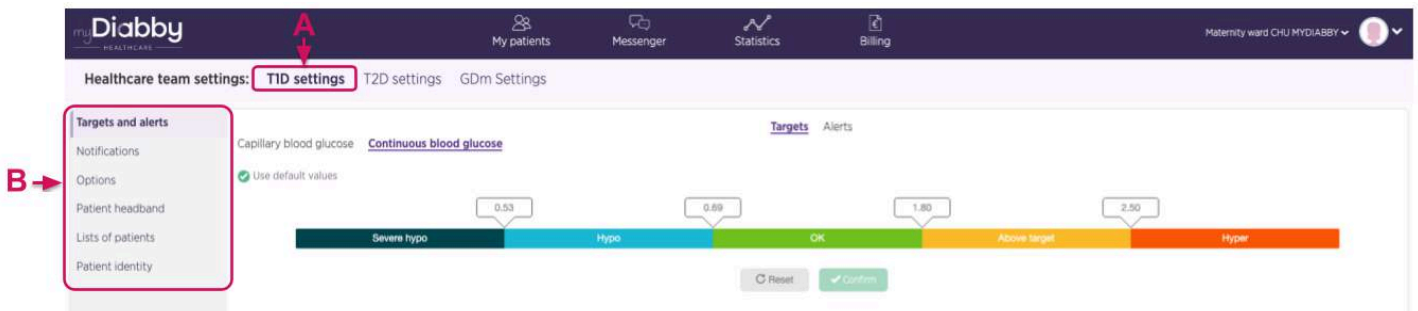 myDiabby
HEALTHCARE
A
My patients
Messenger
Statistics
Billing
Maternity ward CHU MYDIABBY
Healthcare team settings: T1D settings T2D settings GDm Settings
B
Targets and alerts
Notifications
Options
Patient headband
Lists of patients
Patient identity
Targets Alerts
Capillary blood glucose Continuous blood glucose
Use default values
0.53 0.69 1.80 2.50
Severe hypo Hypo OK Above target Hyper
Reset Confirm